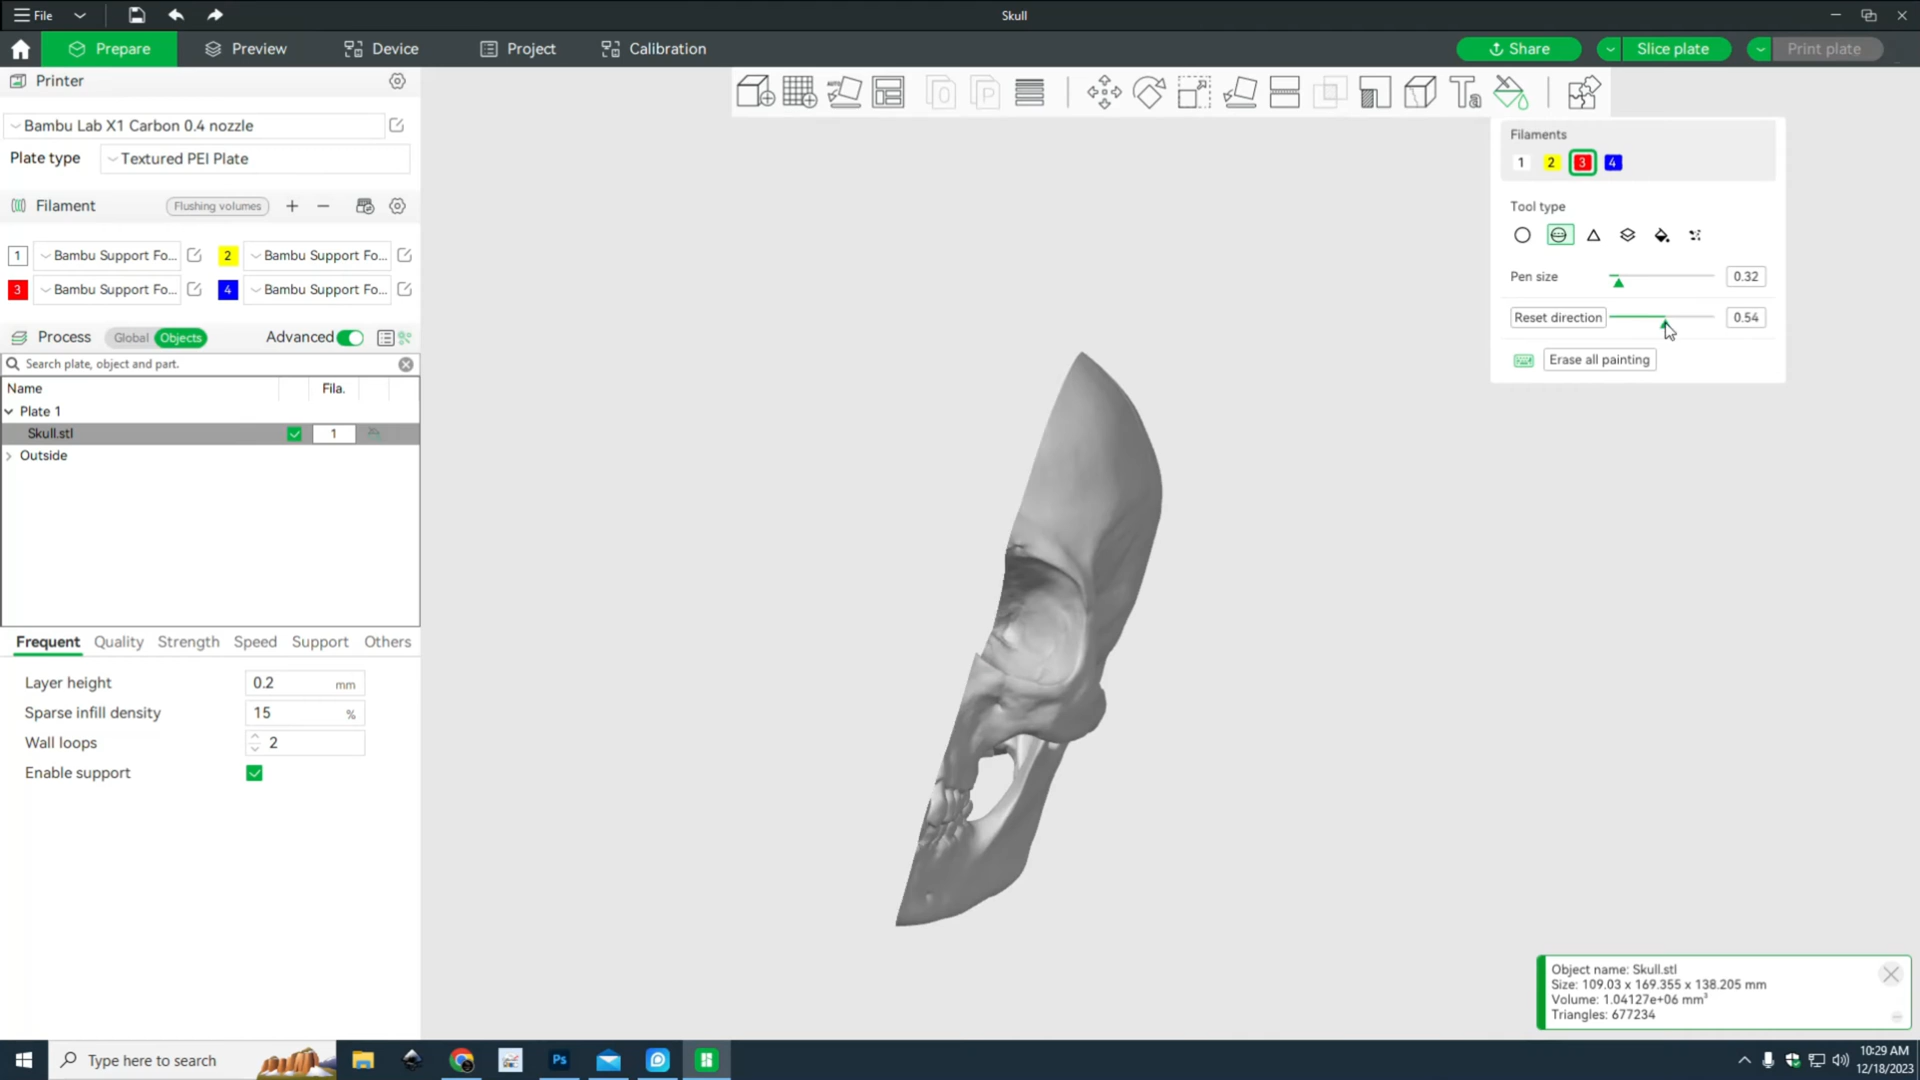 File
Skull
Prepare
Preview
Device
Project
Calibration
Share
Slice plate
Print plate
Printer
Bambu Lab X1 Carbon 0.4 nozzle
Plate type
Textured PEI Plate
Filament
Flushing volumes
1
Bambu Support Fo...
2
Bambu Support Fo...
3
Bambu Support Fo...
4
Bambu Support Fo...
Process
Global
Objects
Advanced
Search plate, object and part.
Name
Fila.
Plate 1
Skull.stl
1
Outside
Frequent
Quality
Strength
Speed
Support
Others
Layer height
0.2 mm
Sparse infill density
15 %
Wall loops
2
Enable support
Filaments
1 2 3 4
Tool type
Pen size
0.32
Reset direction
0.54
Erase all painting
Object name: Skull.stl
Size: 109.03 x 169.355 x 138.205 mm
Volume: 1.04127e+06 mm³
Triangles: 677234
Type here to search
Ps
10:29 AM
12/18/2023